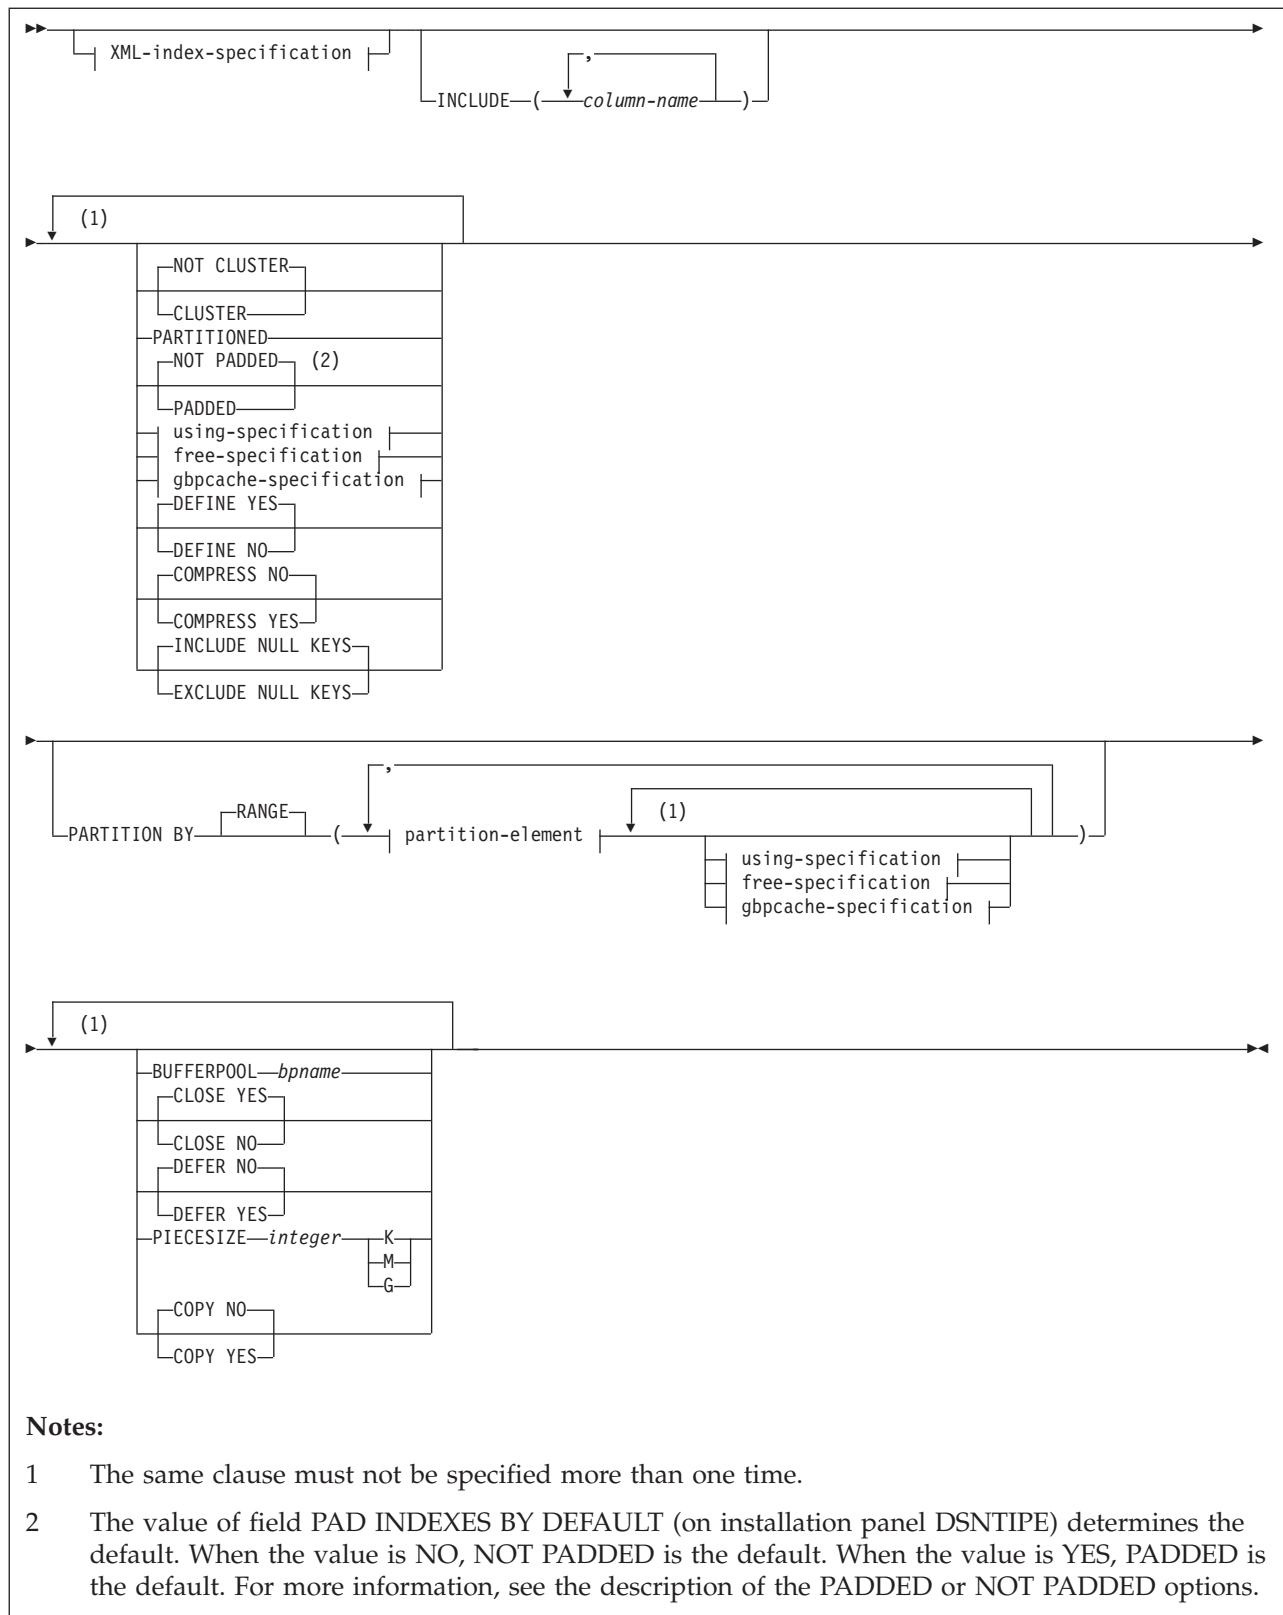 XML-index-specification
,
INCLUDE ( column-name )
(1)
NOT CLUSTER
CLUSTER
PARTITIONED
NOT PADDED (2)
PADDED
using-specification
free-specification
gbpcache-specification
DEFINE YES
DEFINE NO
COMPRESS NO
COMPRESS YES
INCLUDE NULL KEYS
EXCLUDE NULL KEYS
,
RANGE (1)
PARTITION BY ( partition-element )
using-specification
free-specification
gbpcache-specification
(1)
BUFFERPOOL bpname
CLOSE YES
CLOSE NO
DEFER NO
DEFER YES
PIECESIZE integer K
M
G
COPY NO
COPY YES
Notes:
1 The same clause must not be specified more than one time.
2 The value of field PAD INDEXES BY DEFAULT (on installation panel DSNTIPE) determines the
default. When the value is NO, NOT PADDED is the default. When the value is YES, PADDED is
the default. For more information, see the description of the PADDED or NOT PADDED options.